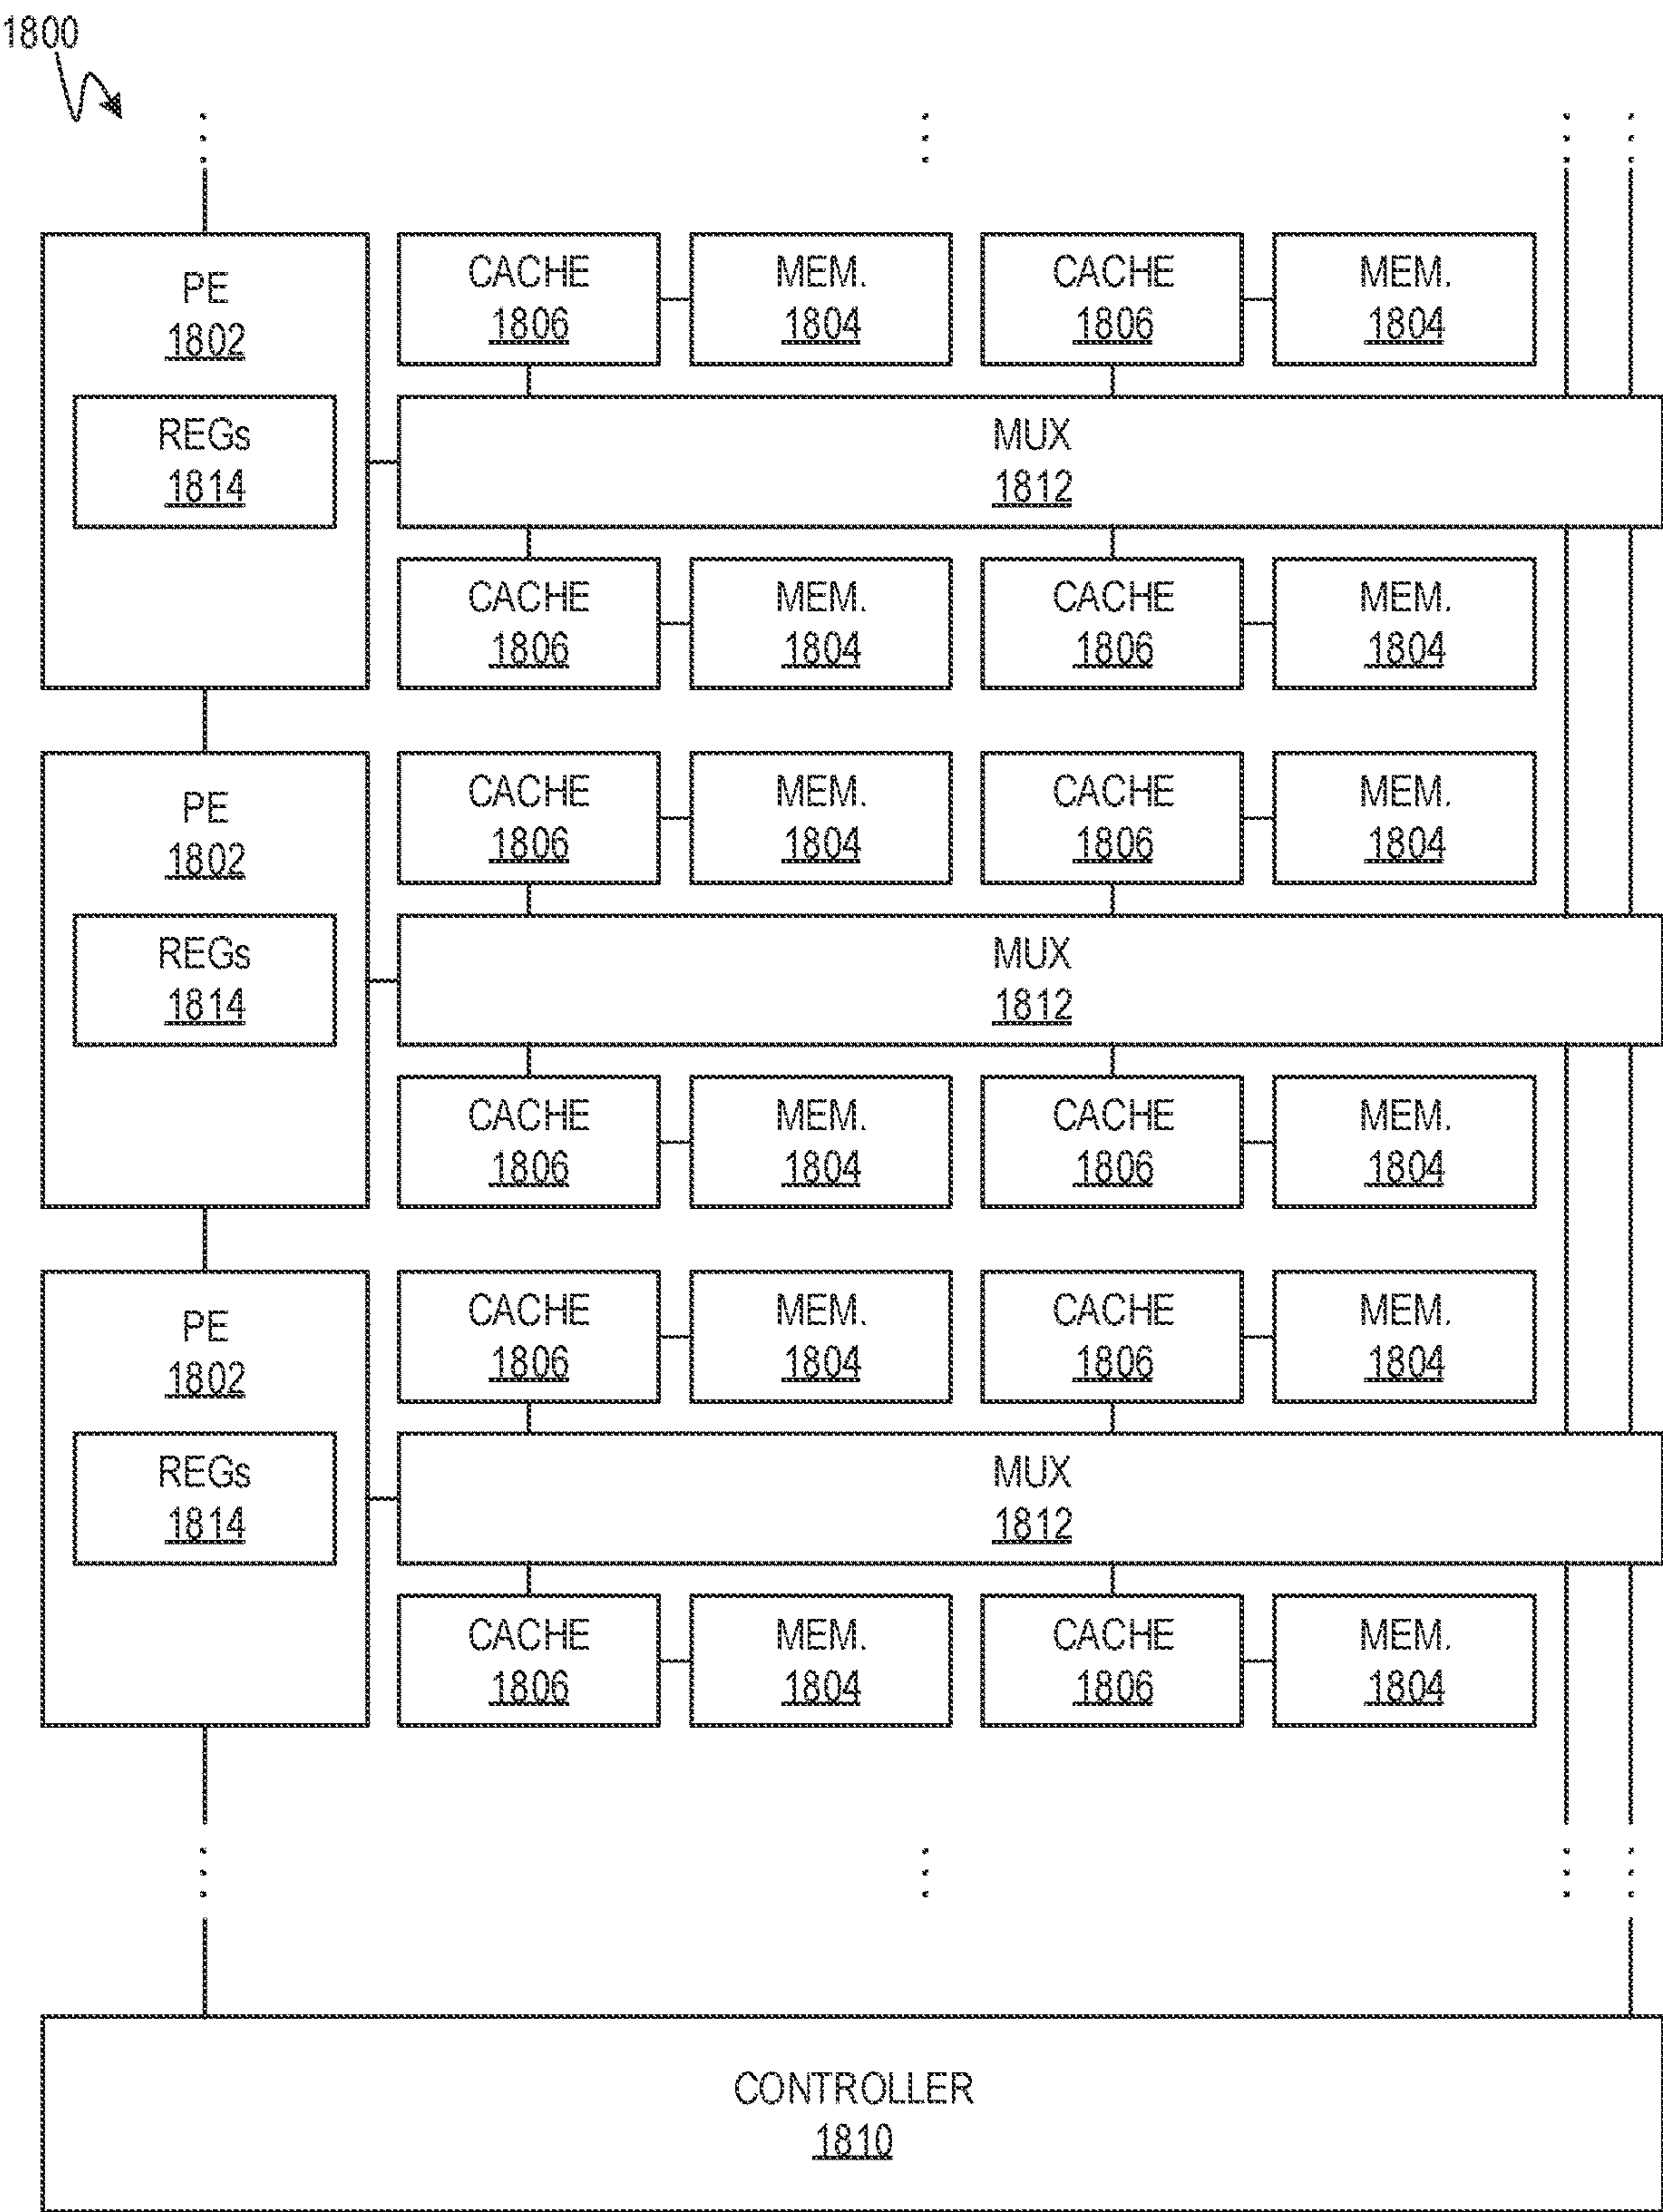 1800
PE
1802
REGs
1814
CACHE
1806
MEM.
1804
CACHE
1806
MEM.
1804
MUX
1812
CACHE
1806
MEM.
1804
CACHE
1806
MEM.
1804
PE
1802
REGs
1814
CACHE
1806
MEM.
1804
CACHE
1806
MEM.
1804
MUX
1812
CACHE
1806
MEM.
1804
CACHE
1806
MEM.
1804
PE
1802
REGs
1814
CACHE
1806
MEM.
1804
CACHE
1806
MEM.
1804
MUX
1812
CACHE
1806
MEM.
1804
CACHE
1806
MEM.
1804
CONTROLLER
1810